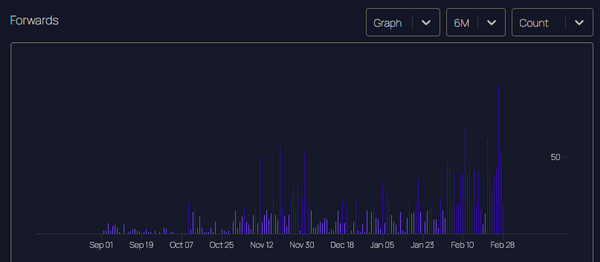 Forwards
Graph
6M
Count
50
Sep 01 Sep 19 Oct 07 Oct 25 Nov 12 Nov 30 Dec 18 Jan 05 Jan 23 Feb 10 Feb 28